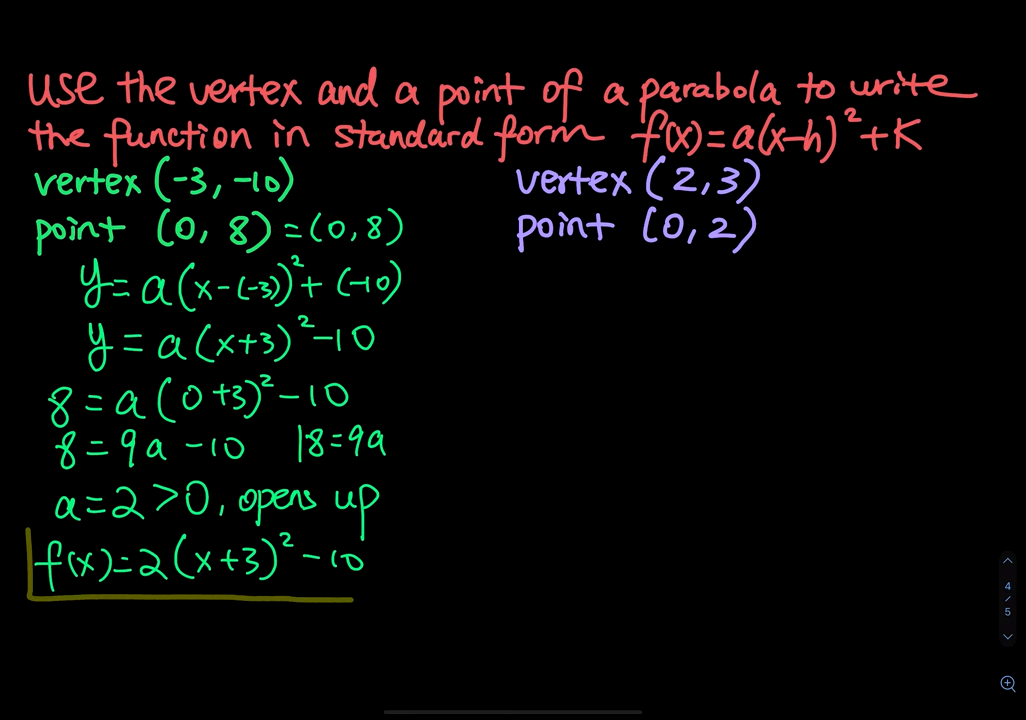 use the vertex and a point of a parabola to write
the function in standard form f(x)=a(x-h)²+K
vertex (-3, -10)
point (0, 8) = (0, 8)
y = a(x-(-3))² + (-10)
y = a(x+3)² -10
8 = a(0+3)² -10
8 = 9a -10 18=9a
a=2 >0, opens up
f(x)=2(x+3)² -10
vertex (2,3)
point (0,2)
4
/
5